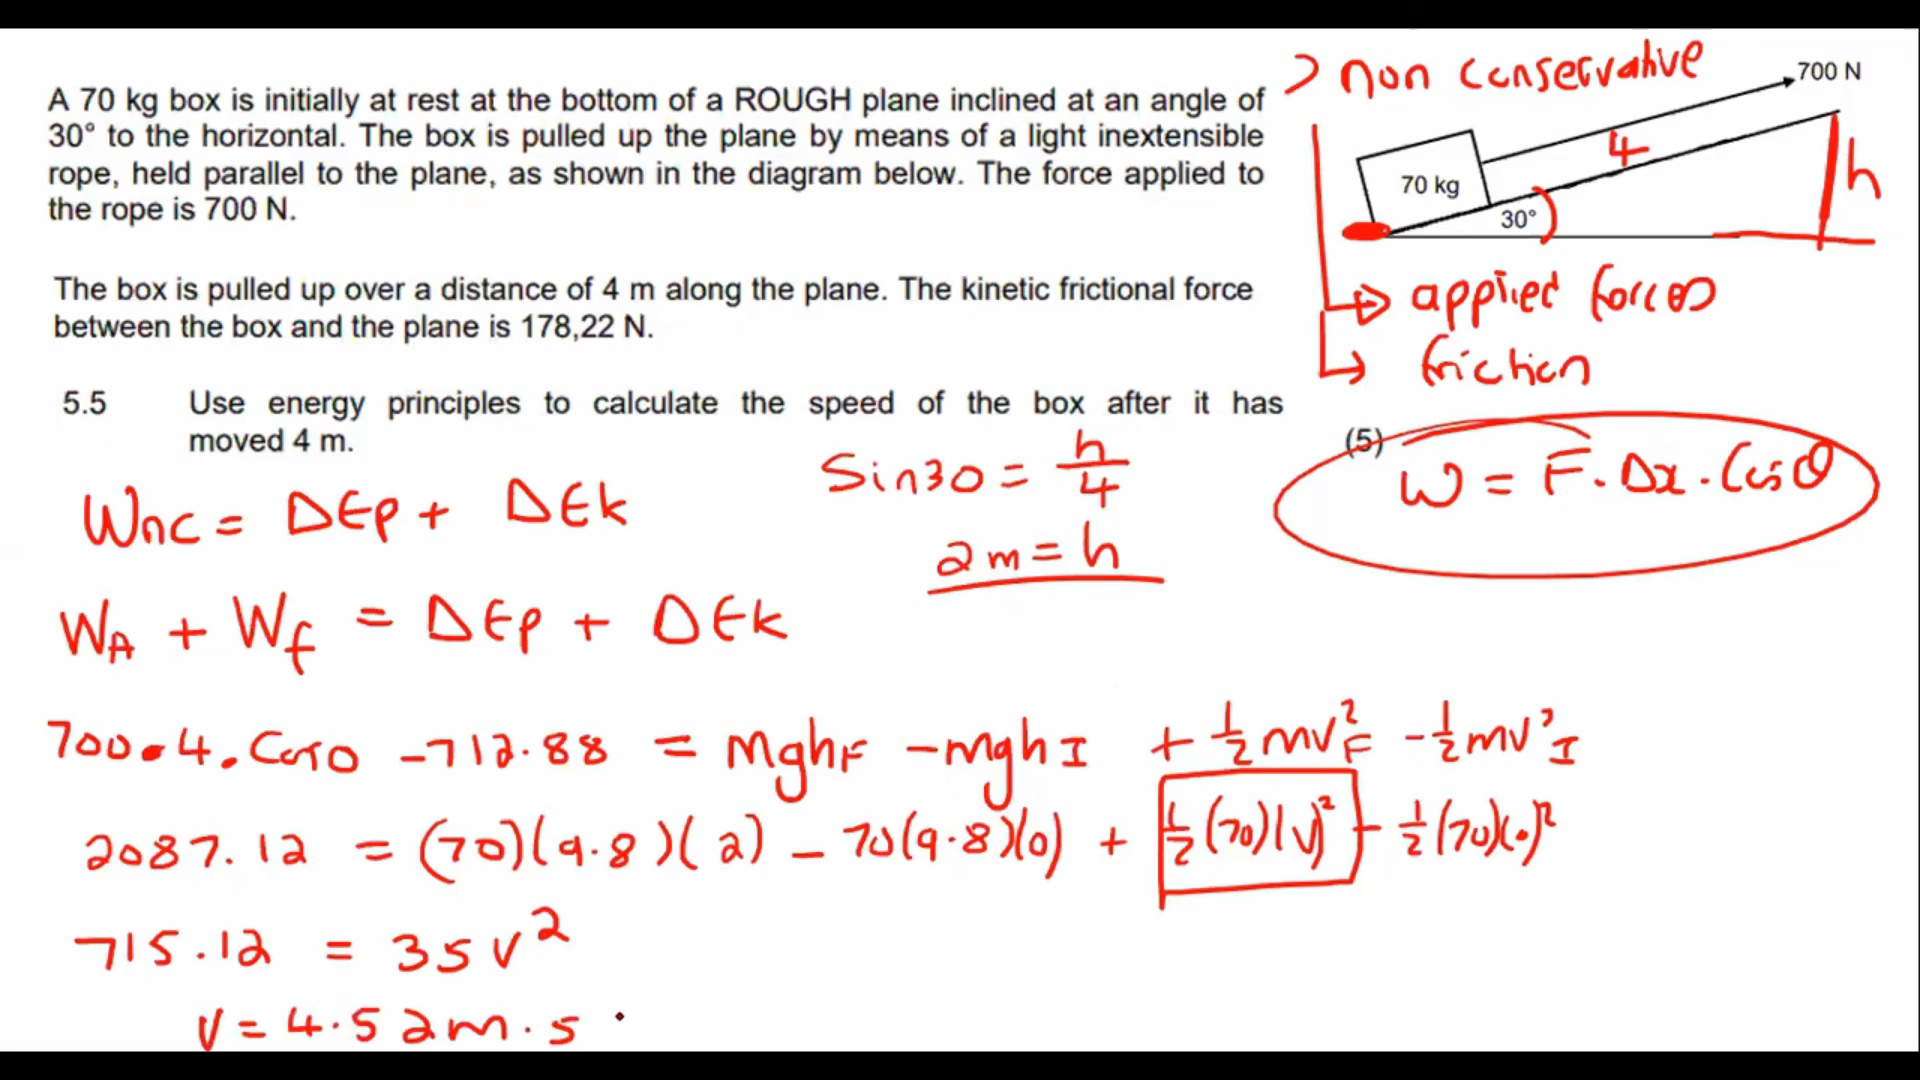 > non conservative
700 N
A 70 kg box is initially at rest at the bottom of a ROUGH plane inclined at an angle of
30° to the horizontal. The box is pulled up the plane by means of a light inextensible
rope, held parallel to the plane, as shown in the diagram below. The force applied to
the rope is 700 N.
4
70 kg
30°
h
The box is pulled up over a distance of 4 m along the plane. The kinetic frictional force
between the box and the plane is 178,22 N.
applied forces
friction
5.5 Use energy principles to calculate the speed of the box after it has
moved 4 m.
(5)
W = F. Δx. Cosθ
Wnc = ΔEp + ΔEk
Sin30 = h/4
2m = h
WA + Wf = ΔEp + ΔEk
700.4.Cos0 -712.88 = MghF - mghI + ½mvF² - ½mvI²
2087.12 = (70)(9.8)(2) - 70(9.8)(0) + ½(70)(v)² - ½(70)(0)²
715.12 = 35v²
V = 4.52m.s